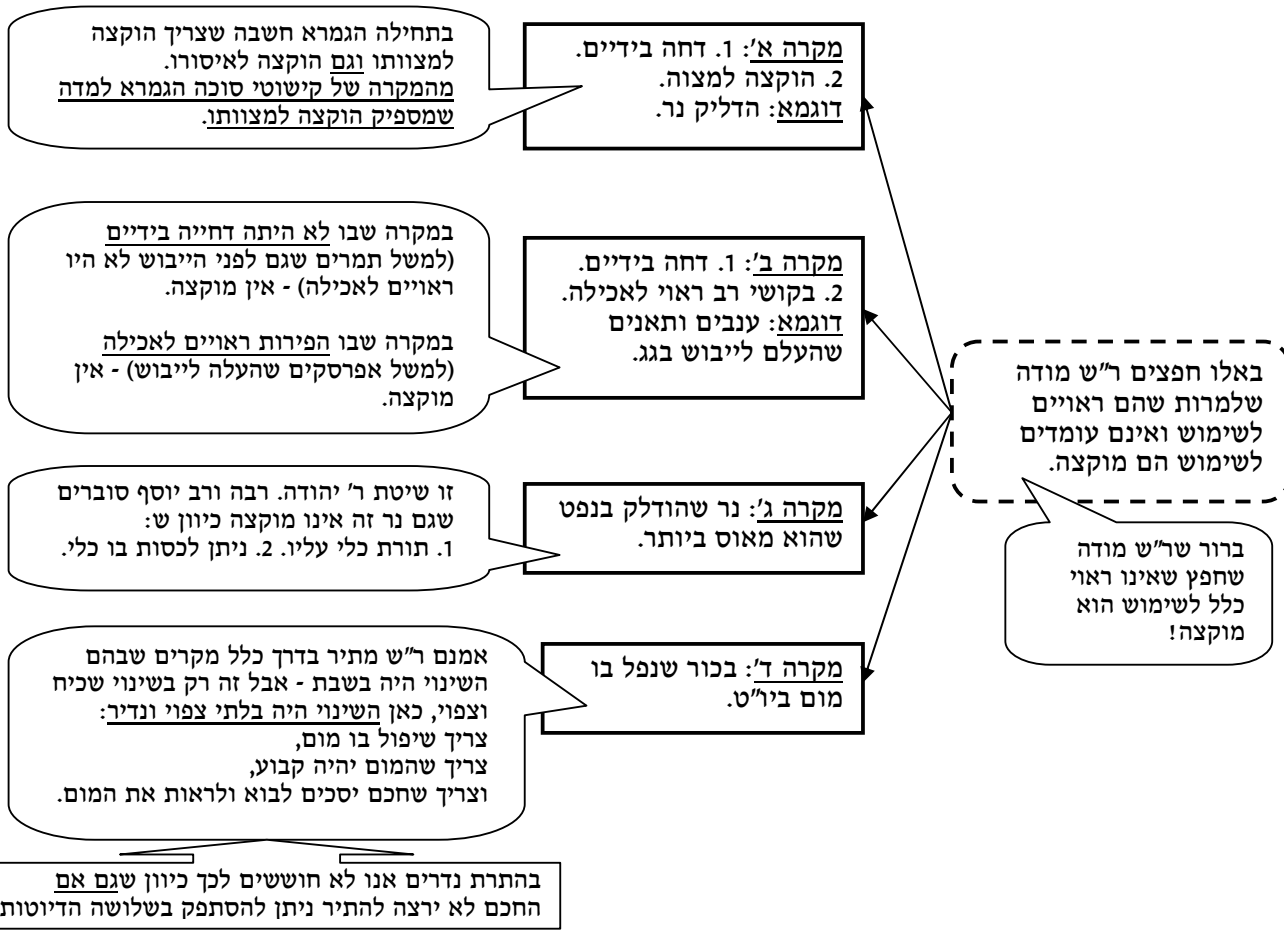 באלו חפצים ר"ש מודה
שלמרות שהם ראויים
לשימוש ואינם עומדים
לשימוש הם מוקצה.
ברור שר"ש מודה
שחפץ שאינו ראוי
כלל לשימוש הוא
מוקצה!
מקרה א': 1. דחה בידיים.
2. הוקצה למצוה.
דוגמא: הדליק נר.
בתחילה הגמרא חשבה שצריך הוקצה
למצוותו וגם הוקצה לאיסורו.
מהמקרה של קישוטי סוכה הגמרא למדה
שמספיק הוקצה למצוותו.
מקרה ב': 1. דחה בידיים.
2. בקושי רב ראוי לאכילה.
דוגמא: ענבים ותאנים
שהעלם לייבוש בגג.
במקרה שבו לא היתה דחייה בידיים
(למשל תמרים שגם לפני הייבוש לא היו
ראויים לאכילה) - אין מוקצה.
במקרה שבו הפירות ראויים לאכילה
(למשל אפרסקים שהעלה לייבוש) - אין
מוקצה.
מקרה ג': נר שהודלק בנפט
שהוא מאוס ביותר.
זו שיטת ר' יהודה. רבה ורב יוסף סוברים
שגם נר זה אינו מוקצה כיוון ש:
1. תורת כלי עליו. 2. ניתן לכסות בו כלי.
מקרה ד': בכור שנפל בו
מום ביו"ט.
אמנם ר"ש מתיר בדרך כלל מקרים שבהם
השינוי היה בשבת - אבל זה רק בשינוי שכיח
וצפוי, כאן השינוי היה בלתי צפוי ונדיר:
צריך שיפול בו מום,
צריך שהמום יהיה קבוע,
וצריך שחכם יסכים לבוא ולראות את המום.
בהתרת נדרים אנו לא חוששים לכך כיוון שגם אם
החכם לא ירצה להתיר ניתן להסתפק בשלושה הדיוטות